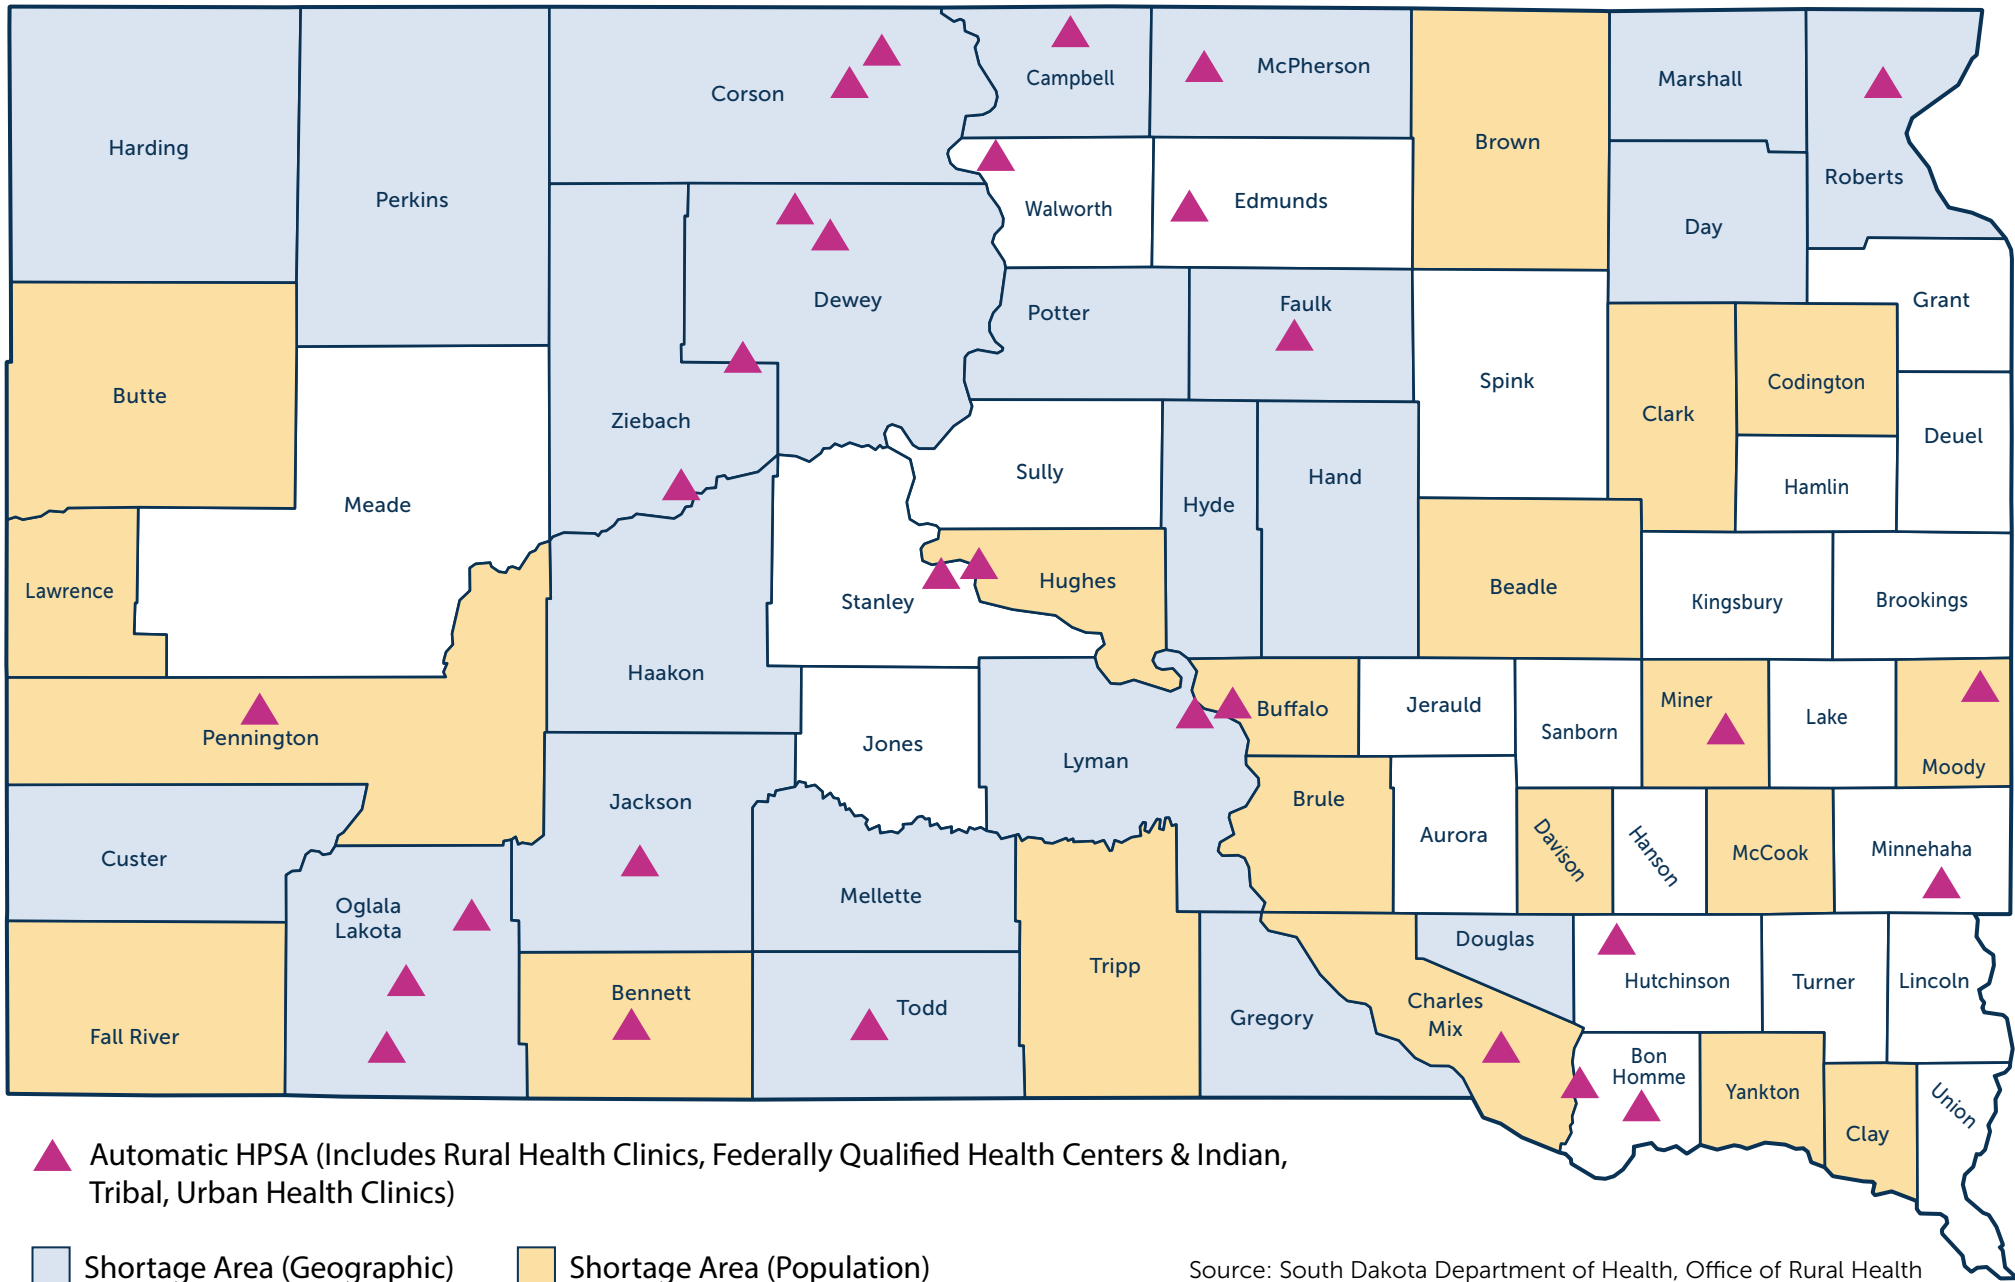 Harding
Perkins
Corson
Campbell
McPherson
Brown
Marshall
Roberts
Walworth
Edmunds
Day
Dewey
Potter
Faulk
Grant
Butte
Spink
Codington
Clark
Ziebach
Deuel
Meade
Sully
Hyde
Hand
Hamlin
Lawrence
Stanley
Hughes
Beadle
Kingsbury
Brookings
Haakon
Pennington
Jones
Lyman
Buffalo
Jerauld
Sanborn
Miner
Lake
Moody
Custer
Jackson
Brule
Aurora
Davison
Hanson
McCook
Minnehaha
Oglala
Lakota
Mellette
Tripp
Douglas
Hutchinson
Turner
Lincoln
Fall River
Bennett
Todd
Gregory
Charles
Mix
Bon
Homme
Yankton
Clay
Union
Automatic HPSA (Includes Rural Health Clinics, Federally Qualified Health Centers & Indian,
Tribal, Urban Health Clinics)
Shortage Area (Geographic)
Shortage Area (Population)
Source: South Dakota Department of Health, Office of Rural Health